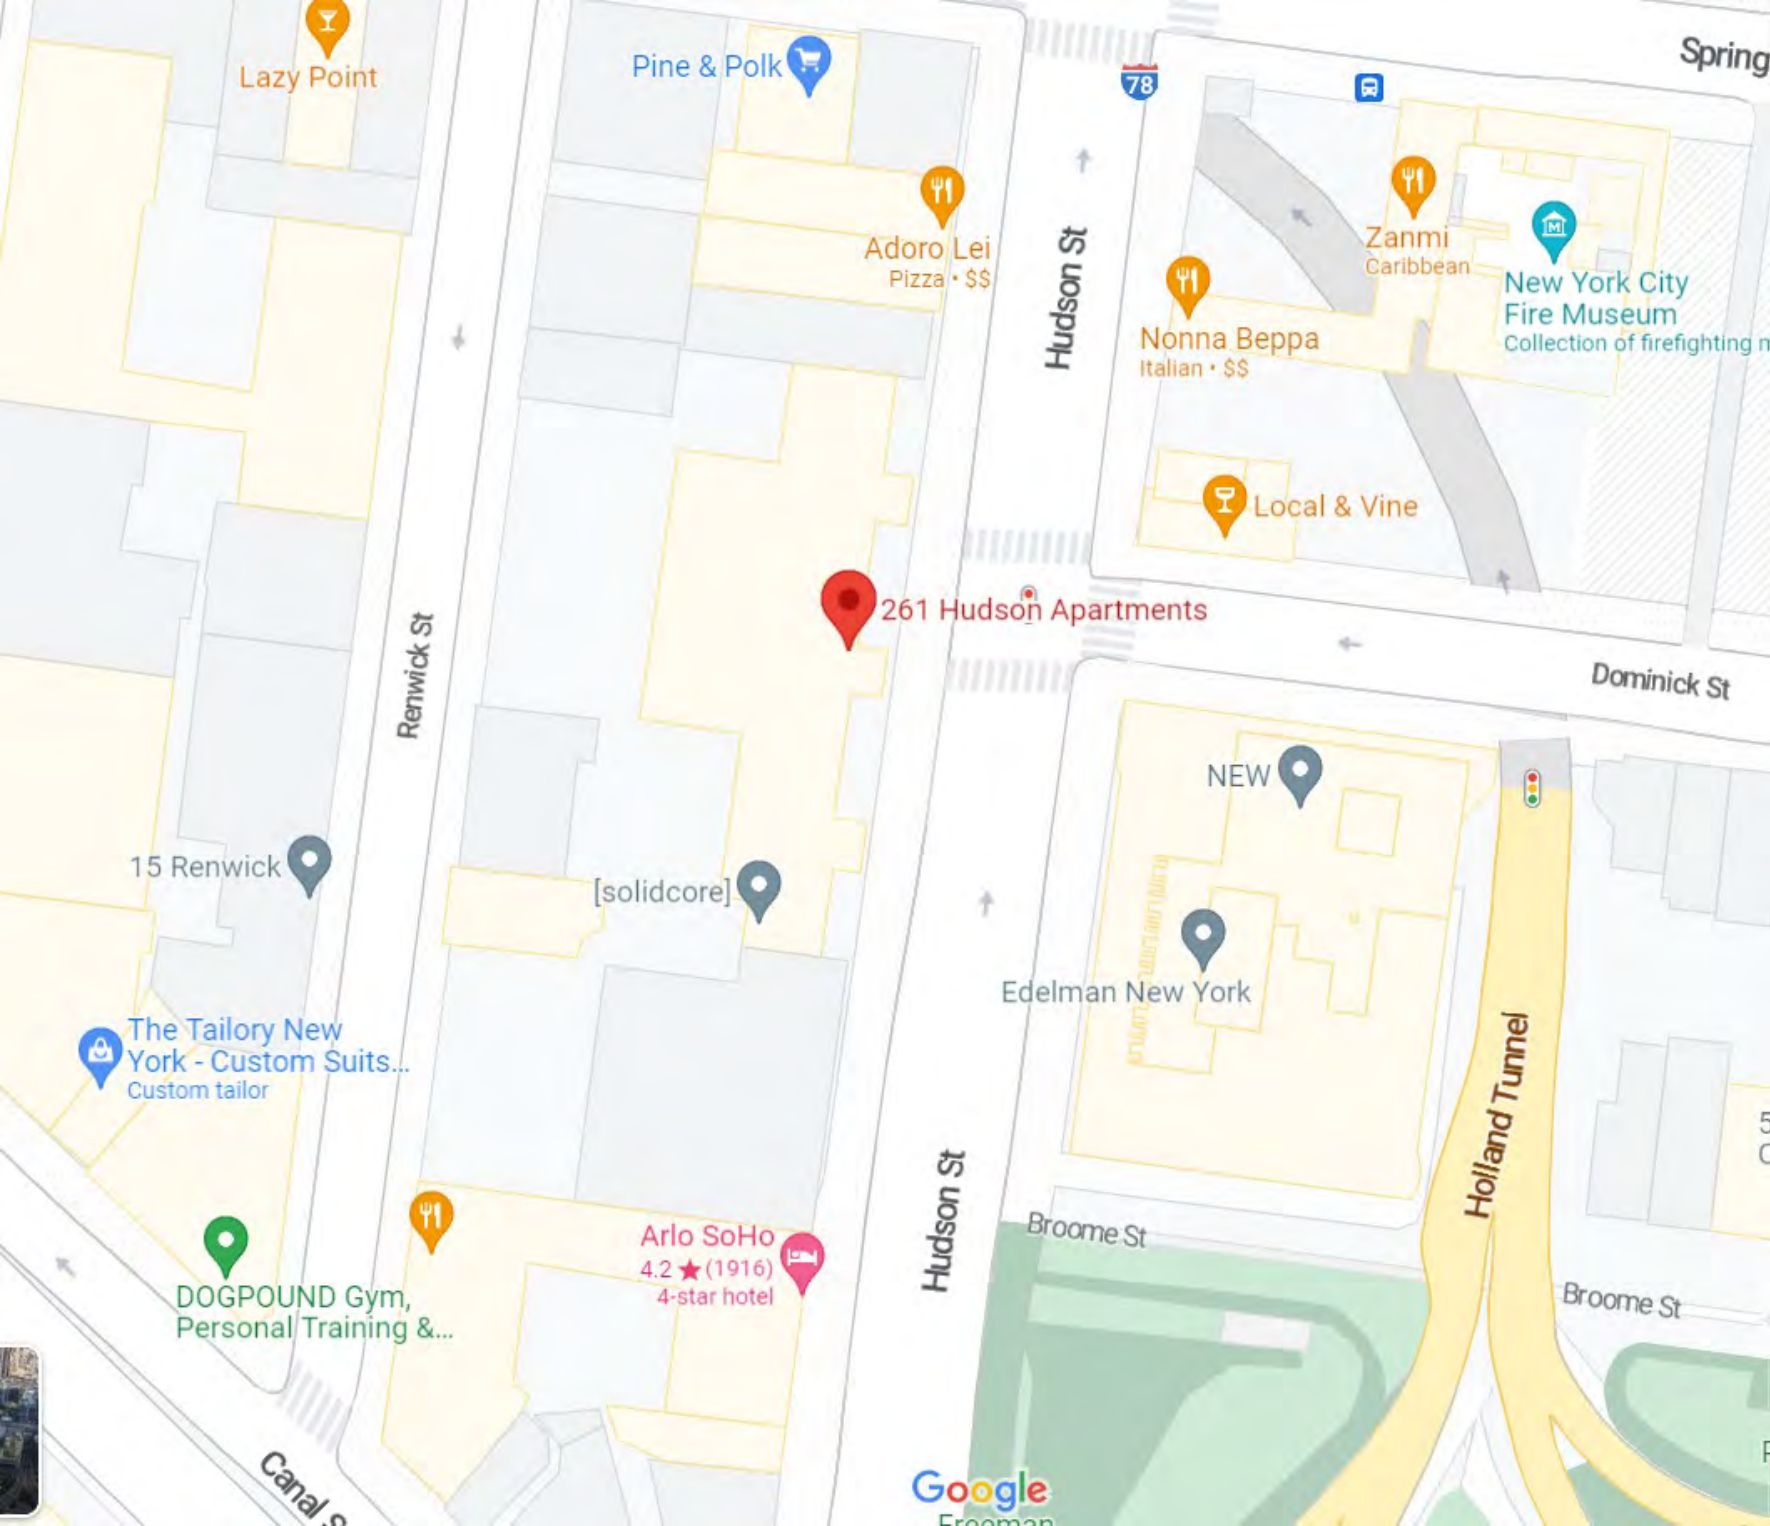 Lazy Point
Pine & Polk
78
Spring
Adoro Lei
Pizza • $$
Hudson St
Zanmi
Caribbean
New York City
Fire Museum
Collection of firefighting
Nonna Beppa
Italian • $$
Local & Vine
261 Hudson Apartments
Renwick St
Dominick St
NEW
15 Renwick
[solidcore]
Edelman New York
The Tailory New
York - Custom Suits...
Custom tailor
Holland Tunnel
Hudson St
Broome St
Arlo SoHo
4.2 ★ (1916)
4-star hotel
DOGPOUND Gym,
Personal Training &...
Broome St
Canal S
Google
Freeman